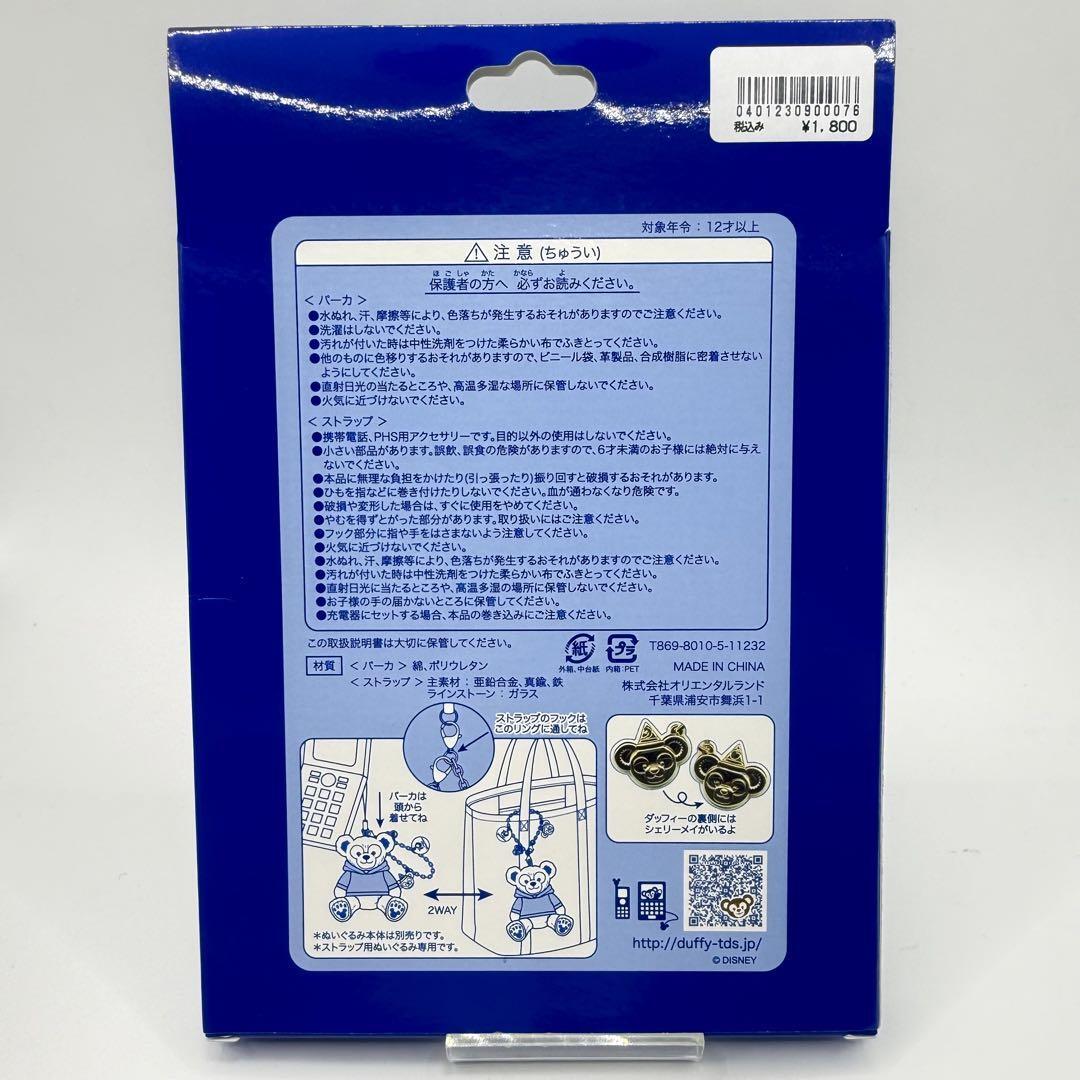 0401230900076
税込み ¥1,800
対象年令：12才以上
注意(ちゅうい)
ほごしゃ かた かなら よ
保護者の方へ 必ずお読みください。
＜ パーカ ＞
●水ぬれ、汗、摩擦等により、色落ちが発生するおそれがありますのでご注意ください。
●洗濯はしないでください。
●汚れが付いた時は中性洗剤をつけた柔らかい布でふきとってください。
●他のものに色移りするおそれがありますので、ビニール袋、革製品、合成樹脂に密着させない
ようにしてください。
●直射日光の当たるところや、高温多湿な場所に保管しないでください。
●火気に近づけないでください。
＜ ストラップ ＞
●携帯電話、PHS用アクセサリーです。目的以外の使用はしないでください。
●小さい部品があります。誤飲、誤食の危険がありますので、6才未満のお子様には絶対に与え
ないでください。
●本品に無理な負担をかけたり(引っ張ったり)振り回すと破損するおそれがあります。
●ひもを指などに巻き付けたりしないでください。血が通わなくなり危険です。
●破損や変形した場合は、すぐに使用をやめてください。
●やむを得ずとがった部分があります。取り扱いにはご注意ください。
●フック部分に指や手をはさまないよう注意してください。
●火気に近づけないでください。
●水ぬれ、汗、摩擦等により、色落ちが発生するおそれがありますのでご注意ください。
●汚れが付いた時は中性洗剤をつけた柔らかい布でふきとってください。
●直射日光に当たるところや、高温多湿の場所に保管しないでください。
●お子様の手の届かないところに保管してください。
●充電器にセットする場合、本品の巻き込みにご注意ください。
この取扱説明書は大切に保管してください。
紙
外箱、中台紙
プラ
内箱：PET
T869-8010-5-11232
MADE IN CHINA
株式会社オリエンタルランド
千葉県浦安市舞浜1-1
材質 ＜ パーカ ＞ 綿、ポリウレタン
＜ ストラップ ＞ 主素材：亜鉛合金、真鍮、鉄
ラインストーン：ガラス
ストラップのフックは
このリングに通してね
パーカは
頭から
着せてね
2WAY
＊ぬいぐるみ本体は別売りです。
＊ストラップ用ぬいぐるみ専用です。
ダッフィーの裏側には
シェリーメイがいるよ
http://duffy-tds.jp/
© DISNEY